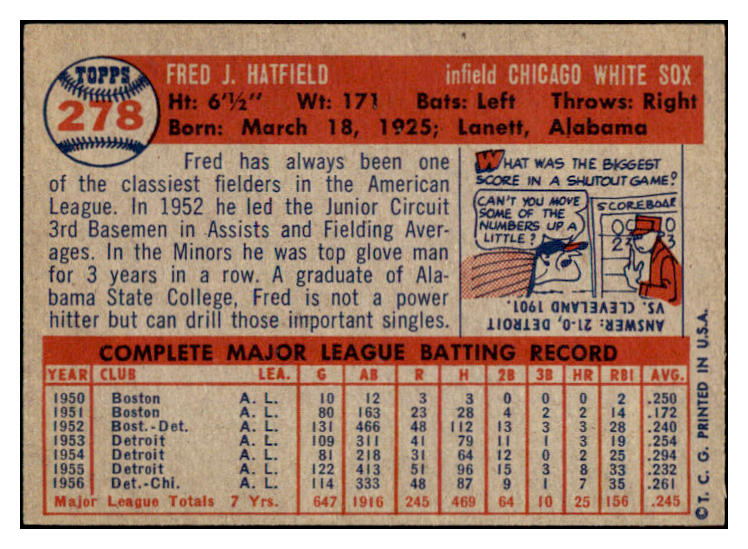 TOPPS
278
FRED J. HATFIELD infield CHICAGO WHITE SOX
Ht: 6'½" Wt: 171 Bats: Left Throws: Right
Born: March 18, 1925; Lanett, Alabama
Fred has always been one
of the classiest fielders in the American
League. In 1952 he led the Junior Circuit
3rd Basemen in Assists and Fielding Aver-
ages. In the Minors he was top glove man
for 3 years in a row. A graduate of Ala-
bama State College, Fred is not a power
hitter but can drill those important singles.
WHAT WAS THE BIGGEST
SCORE IN A SHUTOUT GAME?
CAN'T YOU MOVE
SOME OF THE
NUMBERS UP A
LITTLE?
SCOREBOAR
ANSWER: 21-0, DETROIT
VS. CLEVELAND 1901.
COMPLETE MAJOR LEAGUE BATTING RECORD
YEAR CLUB LEA. G AB R H 2B 3B HR RBI AVG.
1950 Boston A. L. 10 12 3 3 0 0 0 2 .250
1951 Boston A. L. 80 163 23 28 4 2 2 14 .172
1952 Bost.-Det. A. L. 131 466 48 112 13 3 3 28 .240
1953 Detroit A. L. 109 311 41 79 11 1 3 19 .254
1954 Detroit A. L. 81 218 31 64 12 0 2 25 .294
1955 Detroit A. L. 122 413 51 96 15 3 8 33 .232
1956 Det.-Chi. A. L. 114 333 48 87 9 1 7 35 .261
Major League Totals 7 Yrs. 647 1916 245 469 64 10 25 156 .245
©T. C. G. PRINTED IN U.S.A.